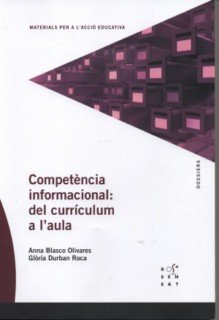 MATERIALS PER A L'ACCIÓ EDUCATIVA
DOSSIERS
Competència
informacional:
del currículum
a l'aula
Anna Blasco Olivares
Glòria Durban Roca
ROSA
SENSAT